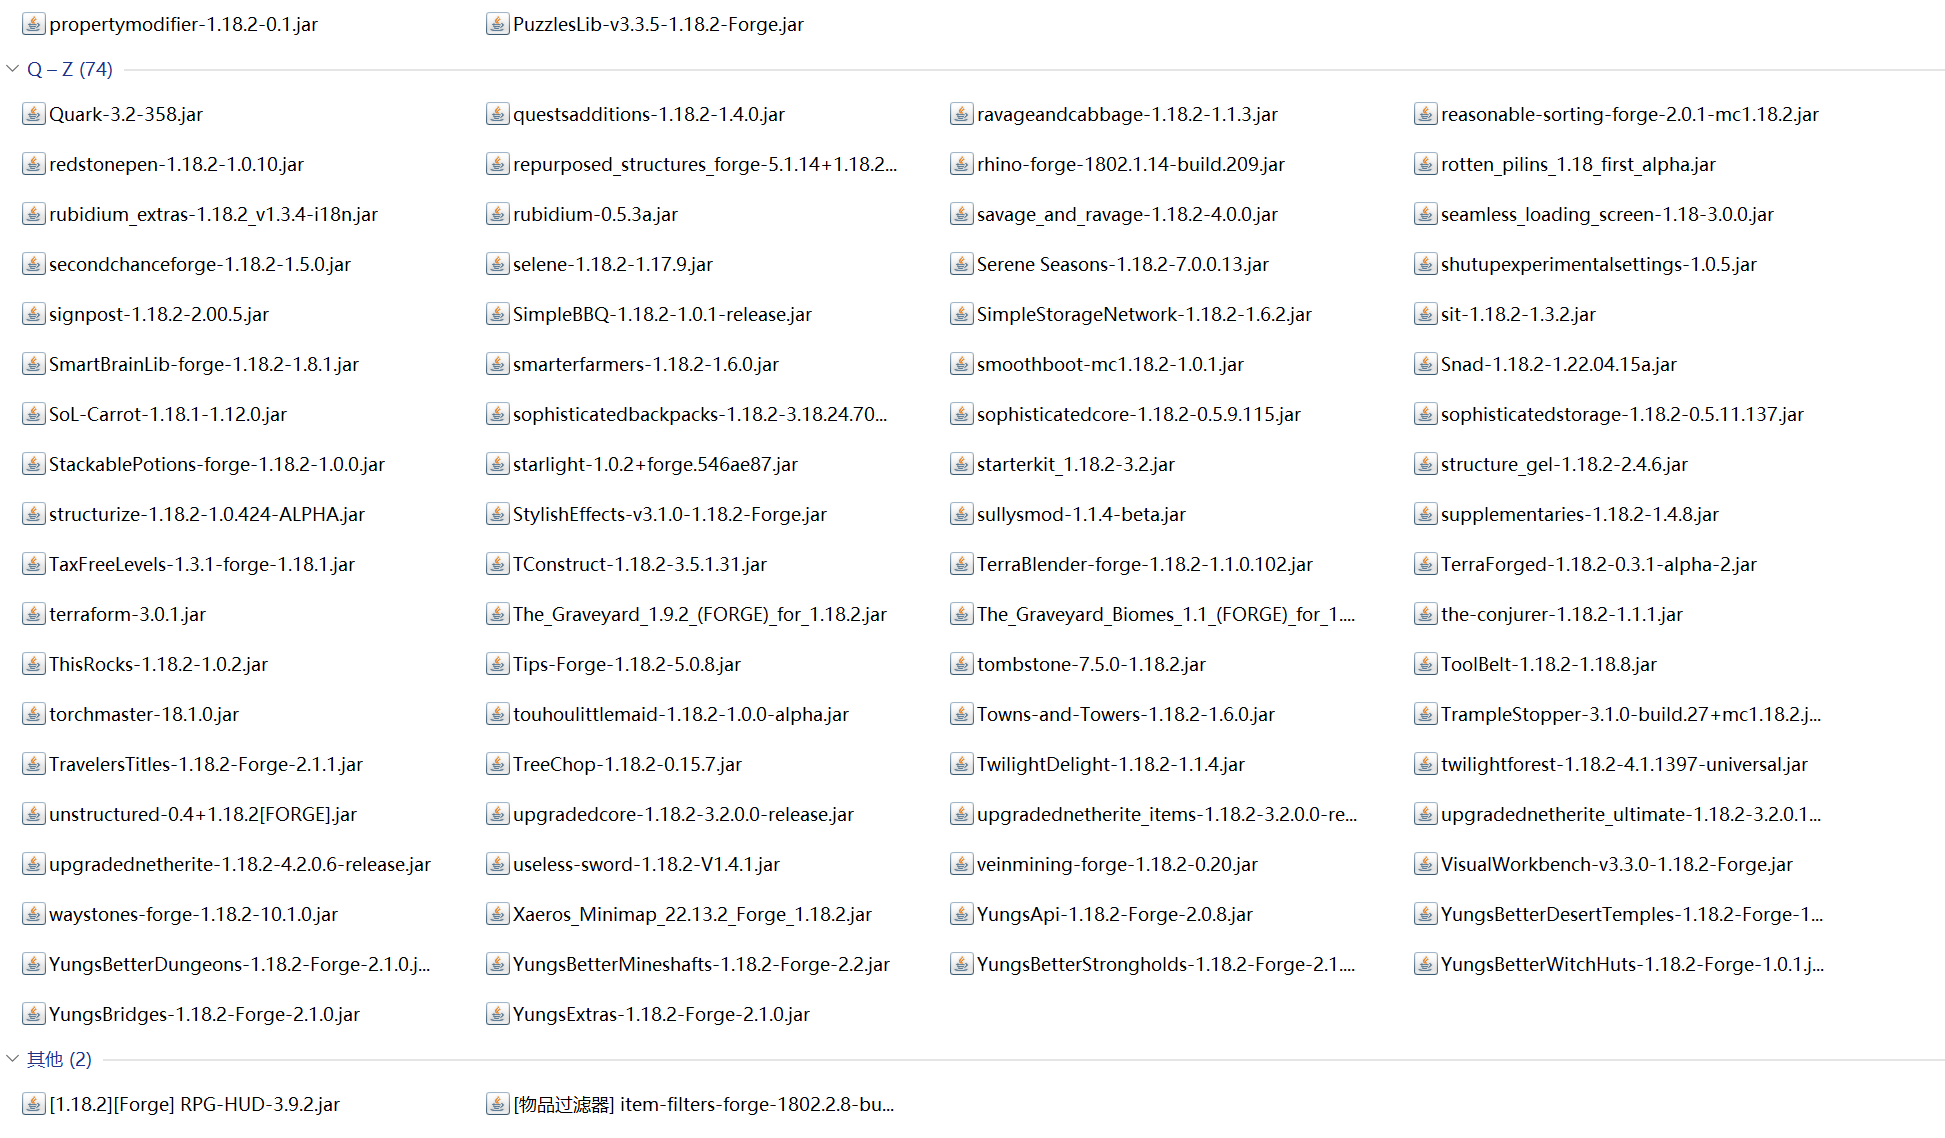 propertymodifier-1.18.2-0.1.jar PuzzlesLib-v3.3.5-1.18.2-Forge.jar
Q – Z (74)
Quark-3.2-358.jar questsadditions-1.18.2-1.4.0.jar ravageandcabbage-1.18.2-1.1.3.jar reasonable-sorting-forge-2.0.1-mc1.18.2.jar
redstonepen-1.18.2-1.0.10.jar repurposed_structures_forge-5.1.14+1.18.2... rhino-forge-1802.1.14-build.209.jar rotten_pilins_1.18_first_alpha.jar
rubidium_extras-1.18.2_v1.3.4-i18n.jar rubidium-0.5.3a.jar savage_and_ravage-1.18.2-4.0.0.jar seamless_loading_screen-1.18-3.0.0.jar
secondchanceforge-1.18.2-1.5.0.jar selene-1.18.2-1.17.9.jar Serene Seasons-1.18.2-7.0.0.13.jar shutupexperimentalsettings-1.0.5.jar
signpost-1.18.2-2.00.5.jar SimpleBBQ-1.18.2-1.0.1-release.jar SimpleStorageNetwork-1.18.2-1.6.2.jar sit-1.18.2-1.3.2.jar
SmartBrainLib-forge-1.18.2-1.8.1.jar smarterfarmers-1.18.2-1.6.0.jar smoothboot-mc1.18.2-1.0.1.jar Snad-1.18.2-1.22.04.15a.jar
SoL-Carrot-1.18.1-1.12.0.jar sophisticatedbackpacks-1.18.2-3.18.24.70... sophisticatedcore-1.18.2-0.5.9.115.jar sophisticatedstorage-1.18.2-0.5.11.137.jar
StackablePotions-forge-1.18.2-1.0.0.jar starlight-1.0.2+forge.546ae87.jar starterkit_1.18.2-3.2.jar structure_gel-1.18.2-2.4.6.jar
structurize-1.18.2-1.0.424-ALPHA.jar StylishEffects-v3.1.0-1.18.2-Forge.jar sullysmod-1.1.4-beta.jar supplementaries-1.18.2-1.4.8.jar
TaxFreeLevels-1.3.1-forge-1.18.1.jar TConstruct-1.18.2-3.5.1.31.jar TerraBlender-forge-1.18.2-1.1.0.102.jar TerraForged-1.18.2-0.3.1-alpha-2.jar
terraform-3.0.1.jar The_Graveyard_1.9.2_(FORGE)_for_1.18.2.jar The_Graveyard_Biomes_1.1_(FORGE)_for_1.... the-conjurer-1.18.2-1.1.1.jar
ThisRocks-1.18.2-1.0.2.jar Tips-Forge-1.18.2-5.0.8.jar tombstone-7.5.0-1.18.2.jar ToolBelt-1.18.2-1.18.8.jar
torchmaster-18.1.0.jar touhoulittlemaid-1.18.2-1.0.0-alpha.jar Towns-and-Towers-1.18.2-1.6.0.jar TrampleStopper-3.1.0-build.27+mc1.18.2.j...
TravelersTitles-1.18.2-Forge-2.1.1.jar TreeChop-1.18.2-0.15.7.jar TwilightDelight-1.18.2-1.1.4.jar twilightforest-1.18.2-4.1.1397-universal.jar
unstructured-0.4+1.18.2[FORGE].jar upgradedcore-1.18.2-3.2.0.0-release.jar upgradednetherite_items-1.18.2-3.2.0.0-re... upgradednetherite_ultimate-1.18.2-3.2.0.1...
upgradednetherite-1.18.2-4.2.0.6-release.jar useless-sword-1.18.2-V1.4.1.jar veinmining-forge-1.18.2-0.20.jar VisualWorkbench-v3.3.0-1.18.2-Forge.jar
waystones-forge-1.18.2-10.1.0.jar Xaeros_Minimap_22.13.2_Forge_1.18.2.jar YungsApi-1.18.2-Forge-2.0.8.jar YungsBetterDesertTemples-1.18.2-Forge-1...
YungsBetterDungeons-1.18.2-Forge-2.1.0.j... YungsBetterMineshafts-1.18.2-Forge-2.2.jar YungsBetterStrongholds-1.18.2-Forge-2.1.... YungsBetterWitchHuts-1.18.2-Forge-1.0.1.j...
YungsBridges-1.18.2-Forge-2.1.0.jar YungsExtras-1.18.2-Forge-2.1.0.jar
其他 (2)
[1.18.2][Forge] RPG-HUD-3.9.2.jar [物品过滤器] item-filters-forge-1802.2.8-bu...